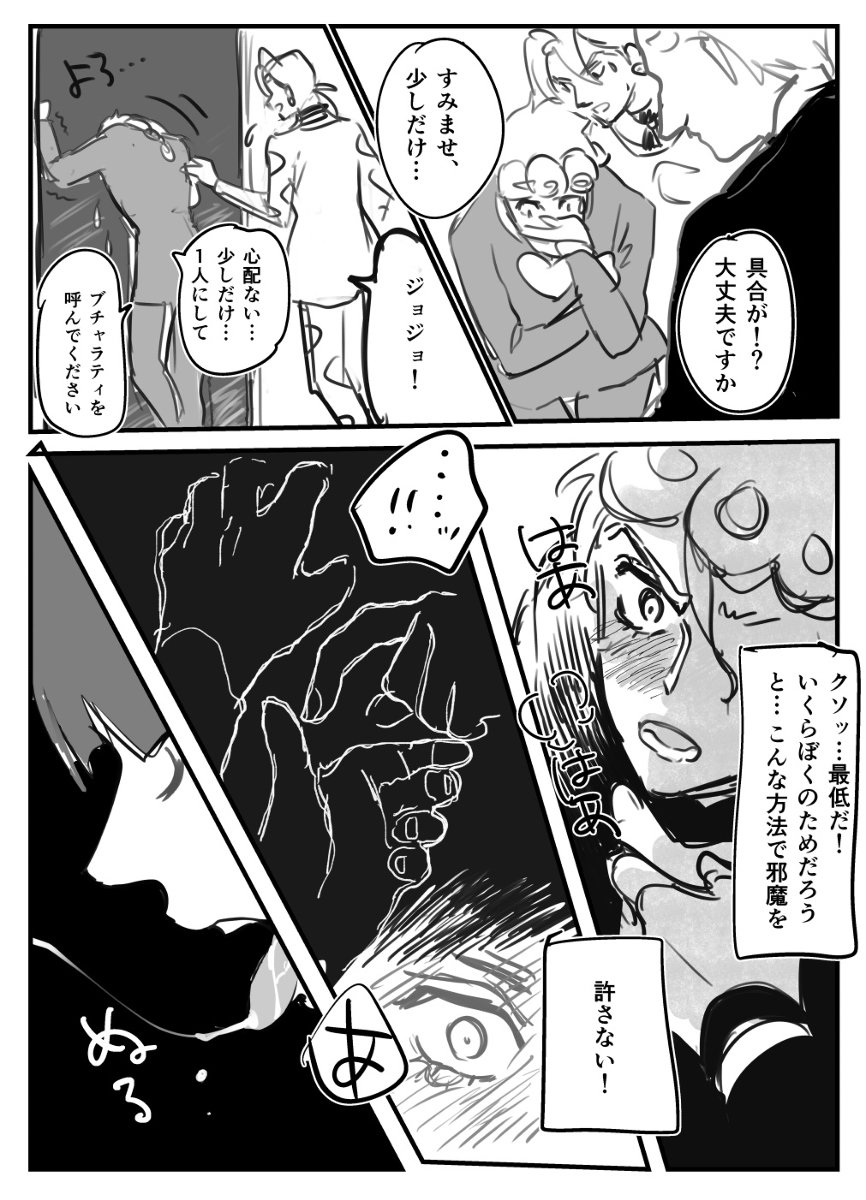 具合が！？
大丈夫ですか
すみませ、
少しだけ…
ジョジョ！
よろ…
心配ない…
少しだけ…
１人にして
ブチャラティを
呼んでください
はあ
はあ
クソッ…最低だ！
いくらぼくのためだろう
と…こんな方法で邪魔を
……！！
許さない！
あ
ぬる